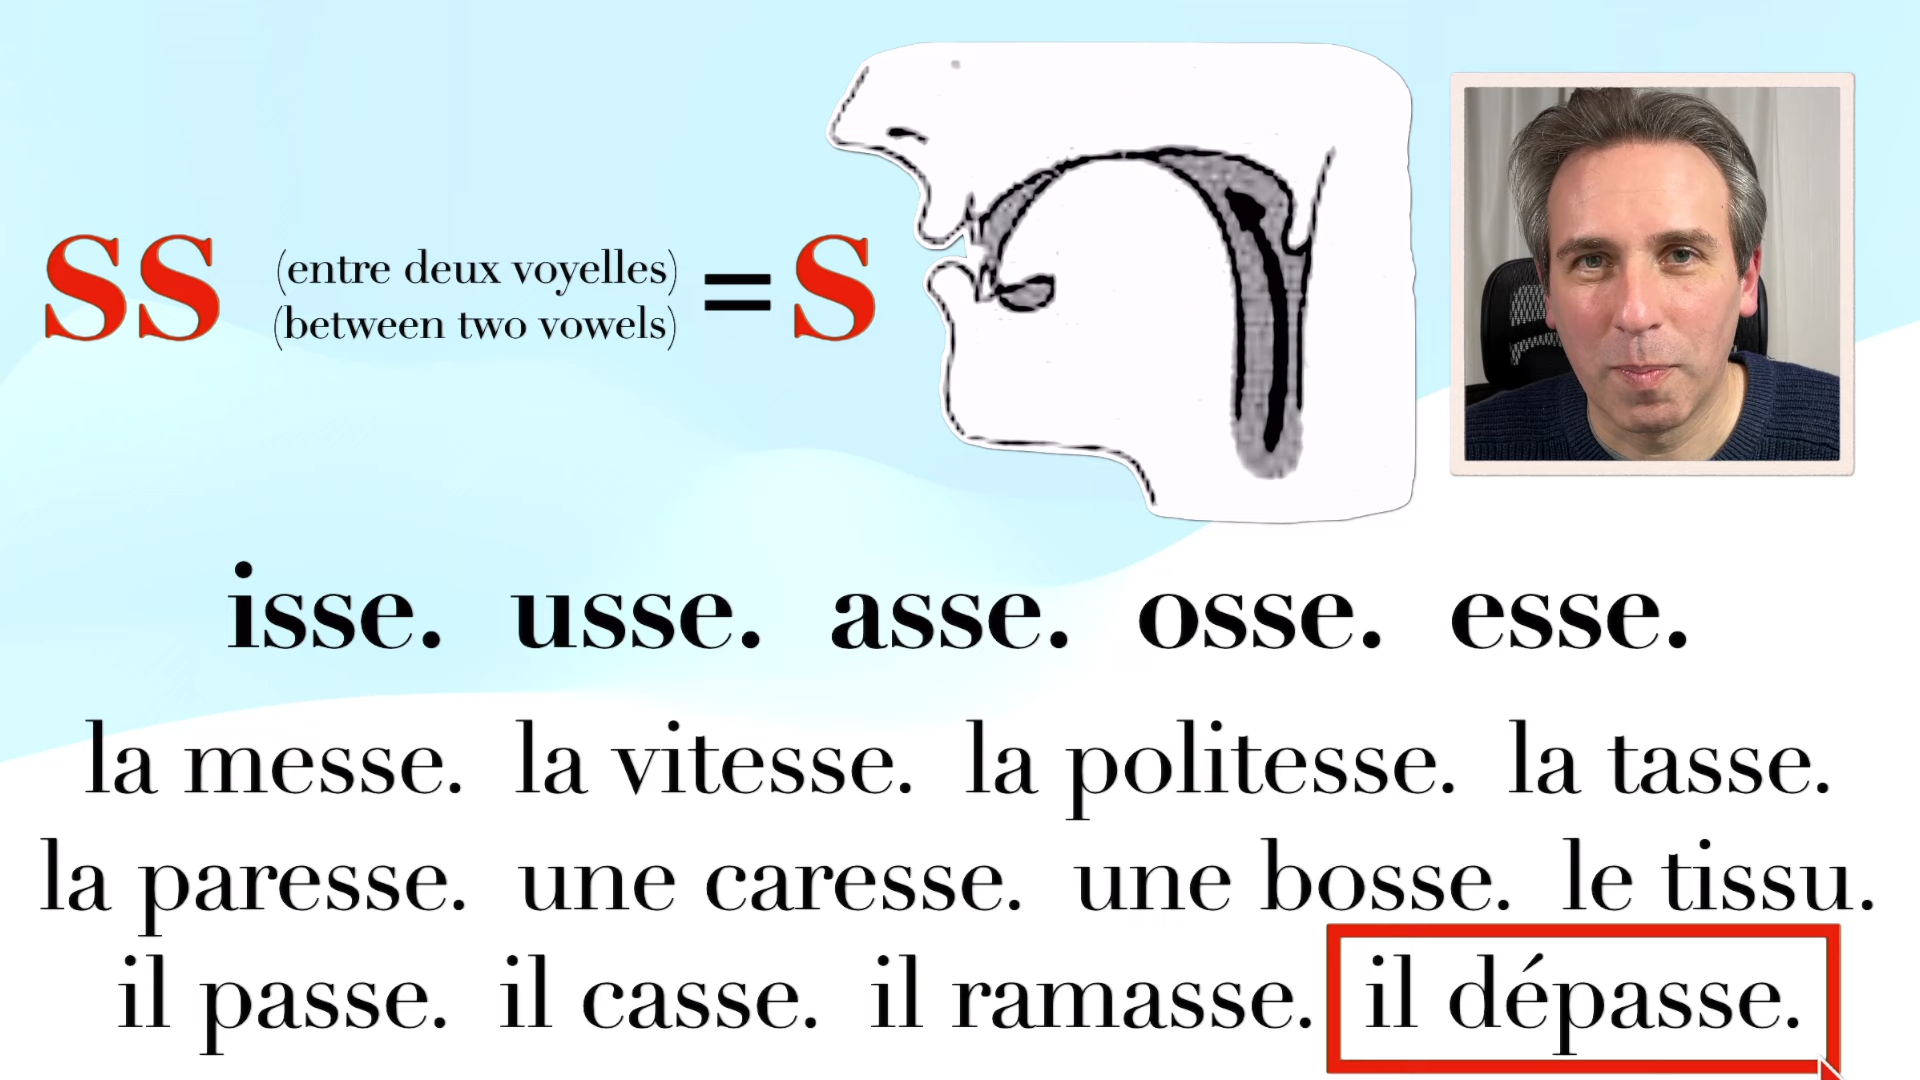 SS (entre deux voyelles) = S
(between two vowels)
isse. usse. asse. osse. esse.
la messe. la vitesse. la politesse. la tasse.
la paresse. une caresse. une bosse. le tissu.
il passe. il casse. il ramasse. il dépasse.